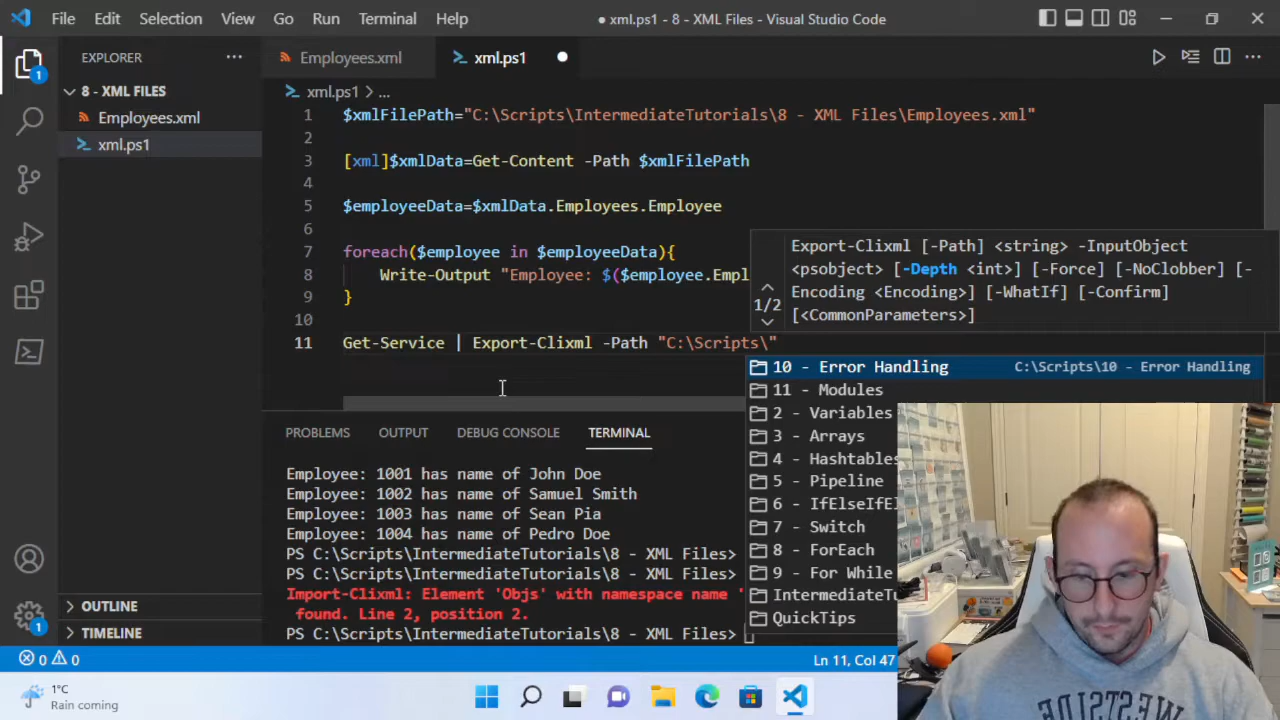 File Edit Selection View Go Run Terminal Help
● xml.ps1 - 8 - XML Files - Visual Studio Code
EXPLORER
Employees.xml
xml.ps1
8 - XML FILES
xml.ps1 > ...
1 $xmlFilePath="C:\Scripts\IntermediateTutorials\8 - XML Files\Employees.xml"
Employees.xml
2
xml.ps1
3 [xml]$xmlData=Get-Content -Path $xmlFilePath
4
5 $employeeData=$xmlData.Employees.Employee
6
7 foreach($employee in $employeeData){
8 Write-Output "Employee: $($employee.Empl
9 }
10
11 Get-Service | Export-Clixml -Path "C:\Scripts\"
Export-Clixml [-Path] <string> -InputObject
<psobject> [-Depth <int>] [-Force] [-NoClobber] [-
Encoding <Encoding>] [-WhatIf] [-Confirm]
[<CommonParameters>]
1/2
10 - Error Handling C:\Scripts\10 - Error Handling
11 - Modules
2 - Variables
3 - Arrays
4 - Hashtables
5 - Pipeline
6 - IfElseIfEl
7 - Switch
8 - ForEach
9 - For While
IntermediateTu
QuickTips
PROBLEMS OUTPUT DEBUG CONSOLE TERMINAL
Employee: 1001 has name of John Doe
Employee: 1002 has name of Samuel Smith
Employee: 1003 has name of Sean Pia
Employee: 1004 has name of Pedro Doe
PS C:\Scripts\IntermediateTutorials\8 - XML Files>
PS C:\Scripts\IntermediateTutorials\8 - XML Files>
Import-Clixml: Element 'Objs' with namespace name '
found. Line 2, position 2.
PS C:\Scripts\IntermediateTutorials\8 - XML Files>
OUTLINE
TIMELINE
1
1
0 0
Ln 11, Col 47
1°C
Rain coming
WESTSIDE